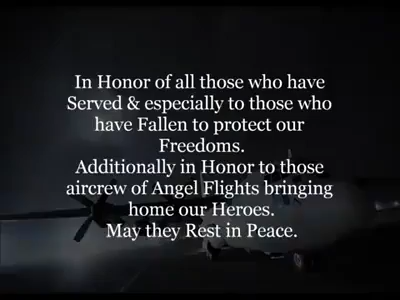 In Honor of all those who have
Served & especially to those who
have Fallen to protect our
Freedoms.
Additionally in Honor to those
aircrew of Angel Flights bringing
home our Heroes.
May they Rest in Peace.